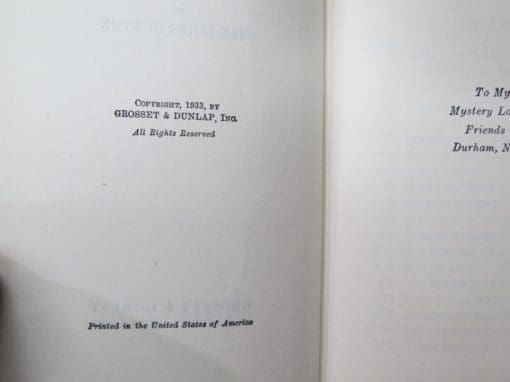 COPYRIGHT, 1933, BY
GROSSET & DUNLAP, INC.
All Rights Reserved
Printed in the United States of America
To My
Mystery
Friends
Durham,